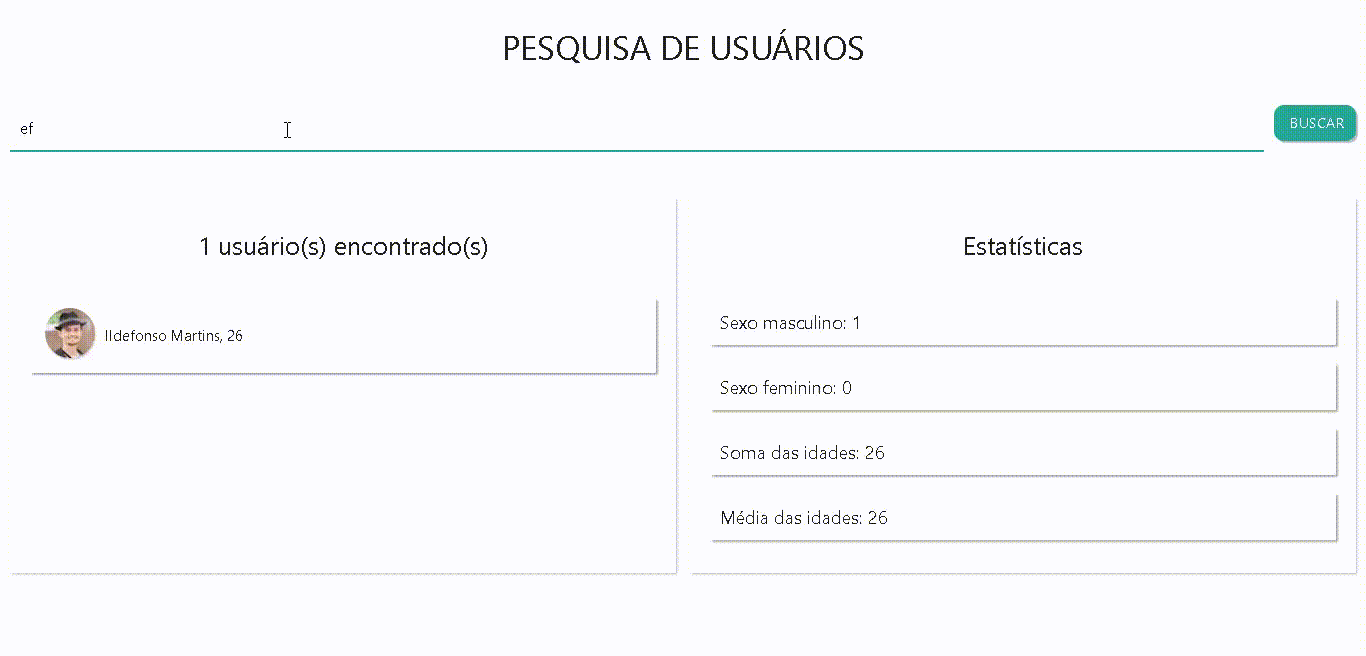 PESQUISA DE USUÁRIOS
ef
BUSCAR
1 usuário(s) encontrado(s)
Ildefonso Martins, 26
Estatísticas
Sexo masculino: 1
Sexo feminino: 0
Soma das idades: 26
Média das idades: 26